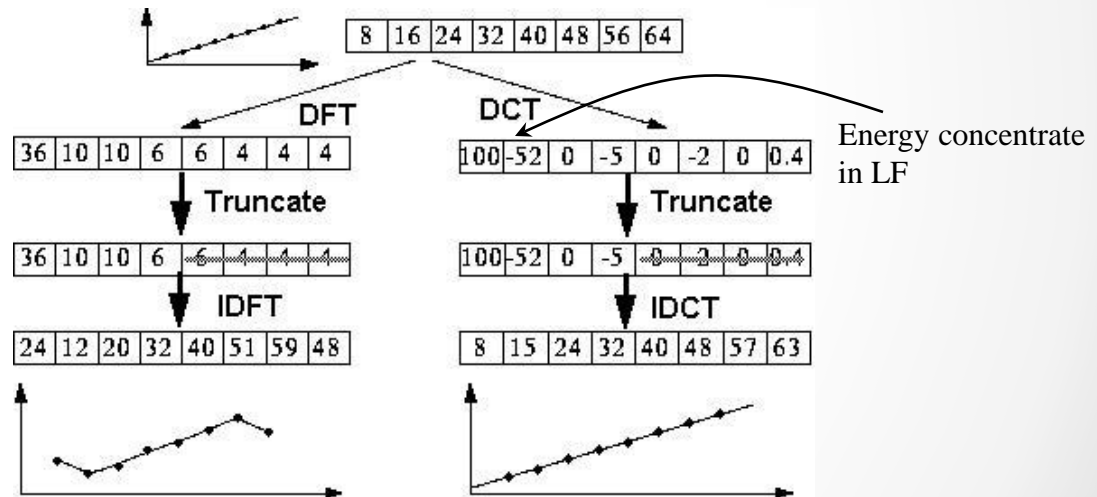 8 16 24 32 40 48 56 64
DFT DCT
Energy concentrate
in LF
36 10 10 6 6 4 4 4
100 -52 0 -5 0 -2 0 0.4
Truncate Truncate
36 10 10 6 6 4 4 4
100 -52 0 -5 0 2 0 0.4
IDFT IDCT
24 12 20 32 40 51 59 48
8 15 24 32 40 48 57 63